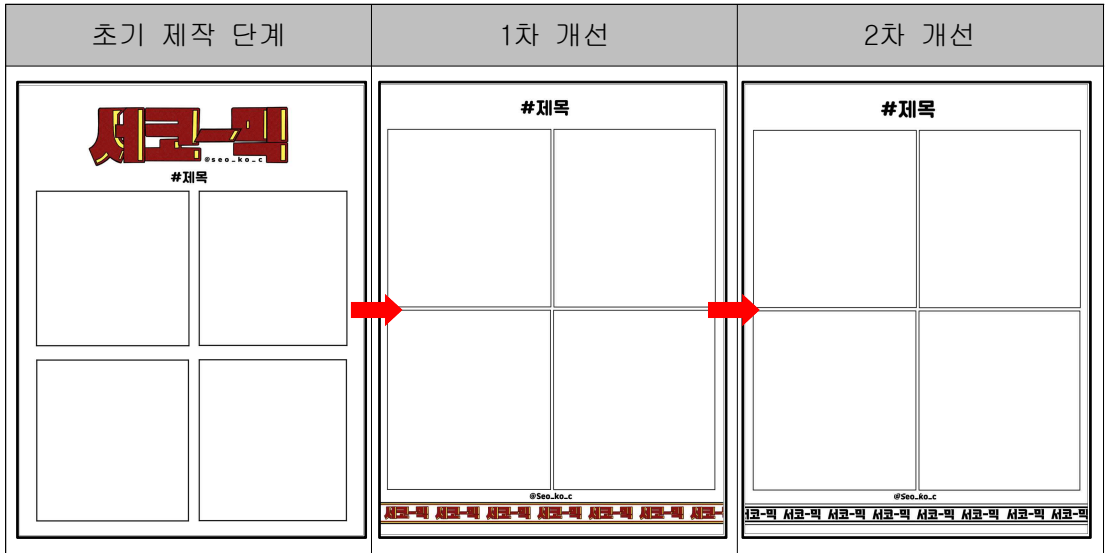 초기 제작 단계
1차 개선
2차 개선
서코-믹
@seo_ko_c
#제목
#제목
@Seo_ko_c
서코-믹 서코-믹 서코-믹 서코-믹 서코-믹 서코-믹 서코-
#제목
@Seo_ko_c
서코-믹 서코-믹 서코-믹 서코-믹 서코-믹 서코-믹 서코-믹 서코-믹